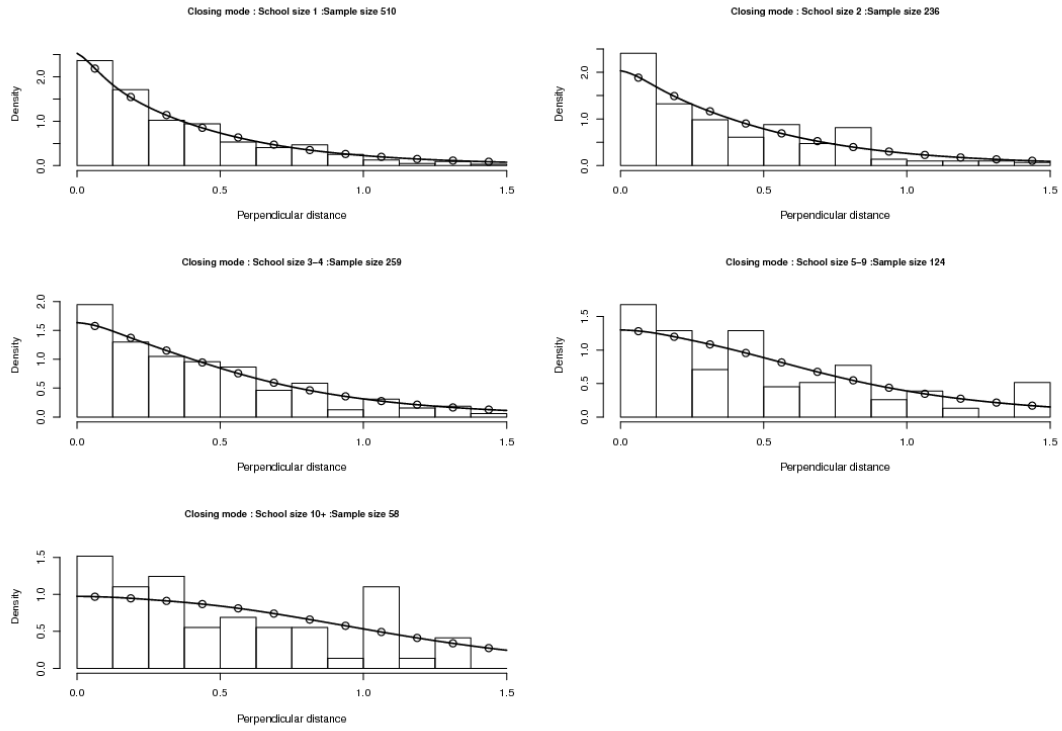 Closing mode : School size 1 :Sample size 510
Density
0.0
1.0
2.0
0.0 0.5 1.0 1.5
Perpendicular distance
Closing mode : School size 2 :Sample size 236
Density
0.0
1.0
2.0
0.0 0.5 1.0 1.5
Perpendicular distance
Closing mode : School size 3–4 :Sample size 259
Density
0.0
0.5
1.0
1.5
2.0
0.0 0.5 1.0 1.5
Perpendicular distance
Closing mode : School size 5–9 :Sample size 124
Density
0.0
0.5
1.0
1.5
0.0 0.5 1.0 1.5
Perpendicular distance
Closing mode : School size 10+ :Sample size 58
Density
0.0
0.5
1.0
1.5
0.0 0.5 1.0 1.5
Perpendicular distance